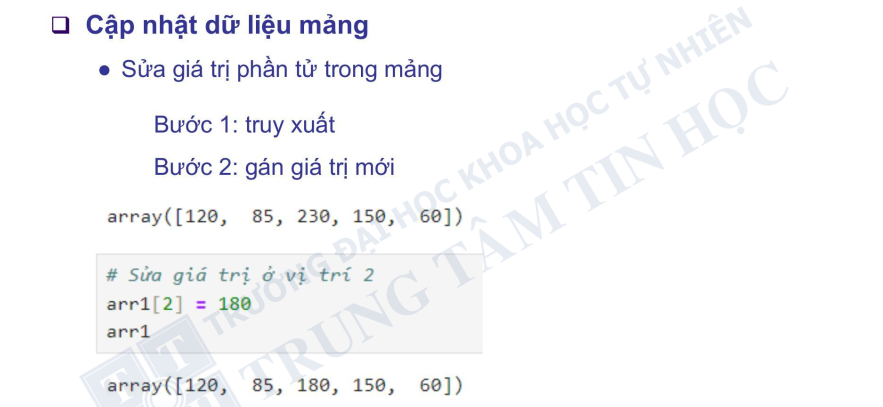 Cập nhật dữ liệu mảng
● Sửa giá trị phần tử trong mảng
Bước 1: truy xuất
Bước 2: gán giá trị mới
array([120,  85, 230, 150,  60])
# Sửa giá trị ở vị trí 2
arr1[2] = 180
arr1
array([120,  85, 180, 150,  60])
TRƯỜNG ĐẠI HỌC KHOA HỌC TỰ NHIÊN
TRUNG TÂM TIN HỌC